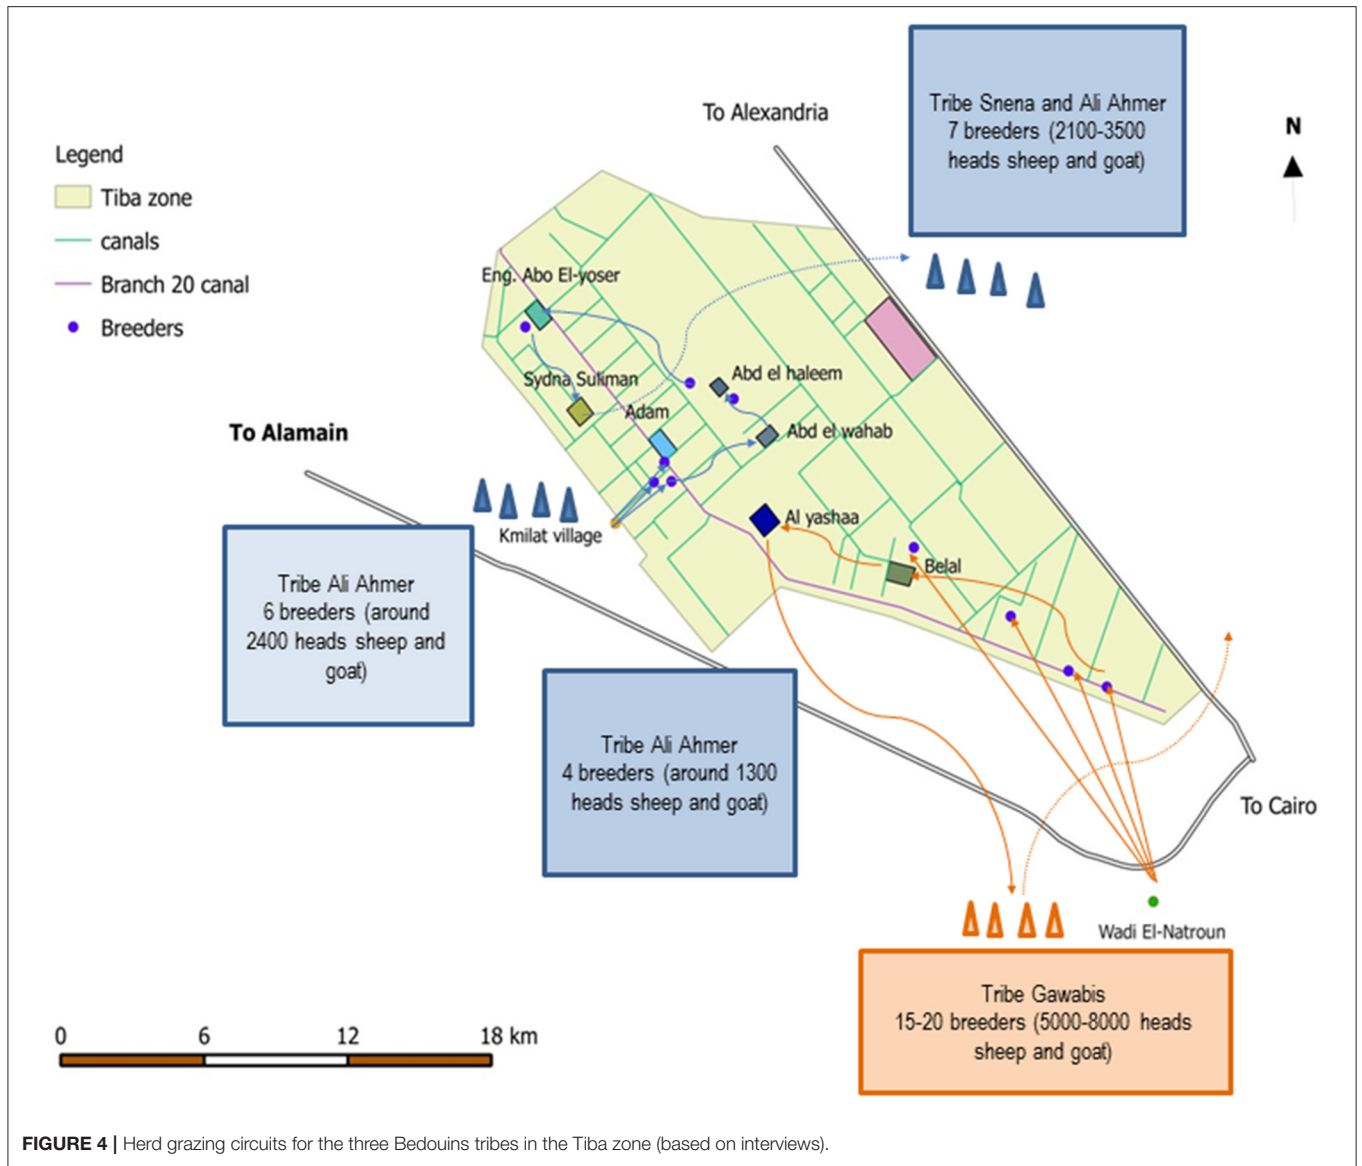 To Alexandria
Tribe Snena and Ali Ahmer
7 breeders (2100-3500
heads sheep and goat)
N
Legend
Tiba zone
canals
Branch 20 canal
Breeders
Eng. Abo El-yoser
Sydna Suliman
Abd el haleem
Adam
Abd el wahab
To Alamain
Kmilat village
Al yashaa
Belal
Tribe Ali Ahmer
6 breeders (around
2400 heads sheep and
goat)
Tribe Ali Ahmer
4 breeders (around 1300
heads sheep and goat)
To Cairo
Wadi El-Natroun
Tribe Gawabis
15-20 breeders (5000-8000 heads
sheep and goat)
0 6 12 18 km
FIGURE 4 | Herd grazing circuits for the three Bedouins tribes in the Tiba zone (based on interviews).